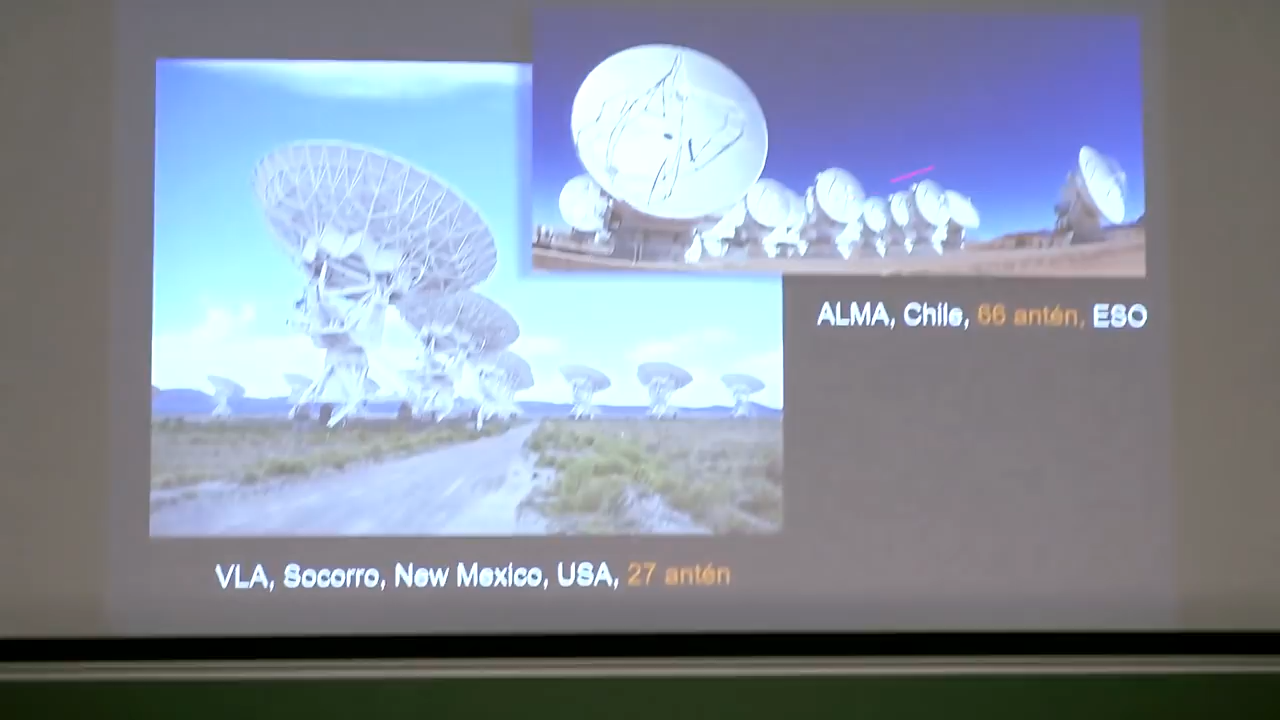 ALMA, Chile, 66 antén, ESO
VLA, Socorro, New Mexico, USA, 27 antén